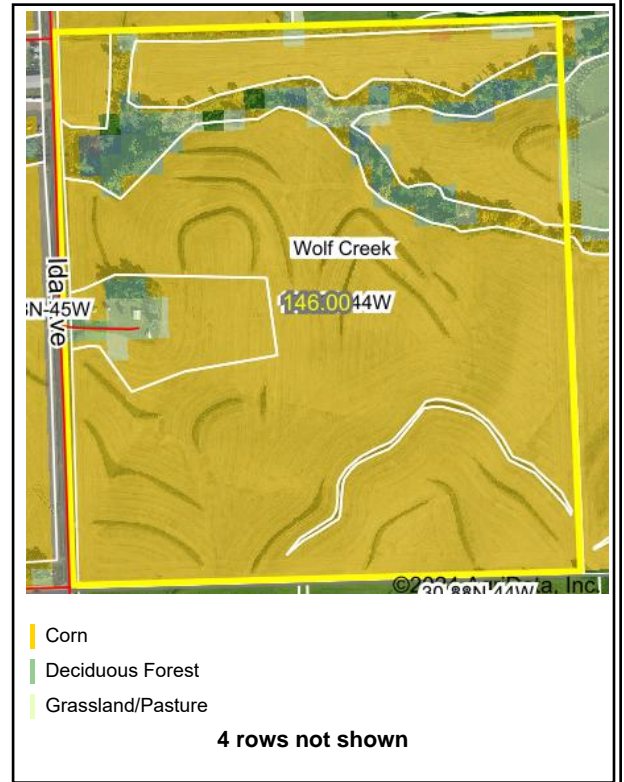 Wolf Creek
Ida Ave
N-45W
146.00 44W
©2024 AgriData, Inc.
30-88N-44W
Corn
Deciduous Forest
Grassland/Pasture
4 rows not shown